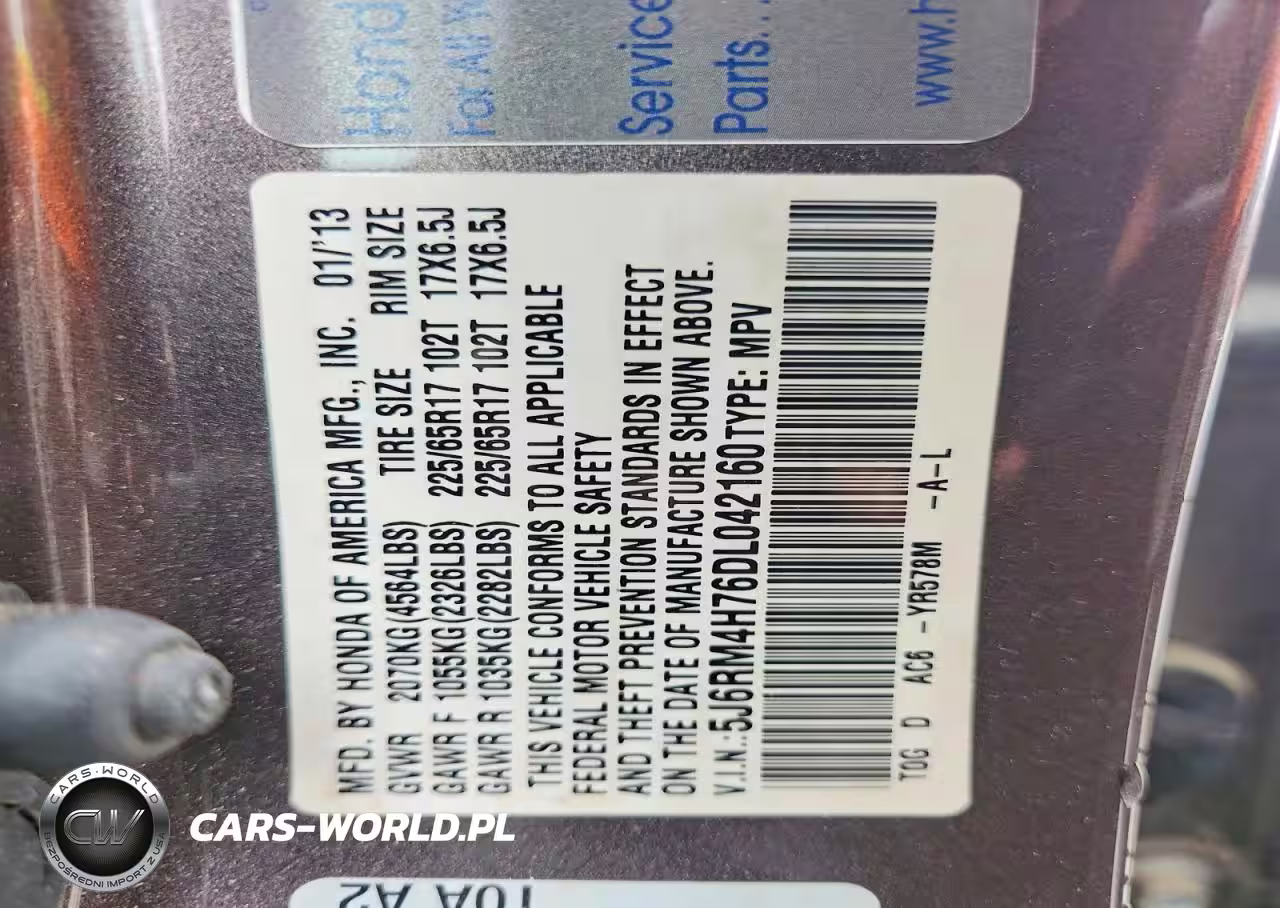 Hond
For All
Service
Parts...
www.h
MFD. BY HONDA OF AMERICA MFG., INC. 01/'13
GVWR 2070KG(4564LBS) TIRE SIZE RIM SIZE
GAWR F 1055KG(2326LBS) 225/65R17 102T 17X6.5J
GAWR R 1035KG(2282LBS) 225/65R17 102T 17X6.5J
THIS VEHICLE CONFORMS TO ALL APPLICABLE
FEDERAL MOTOR VEHICLE SAFETY
AND THEFT PREVENTION STANDARDS IN EFFECT
ON THE DATE OF MANUFACTURE SHOWN ABOVE.
V.I.N.:5J6RM4H76DL042160TYPE: MPV
TOG D AC6 -YR578M -A-L
CARS-WORLD
CW
BEZPOŚREDNI IMPORT Z USA
CARS-WORLD.PL